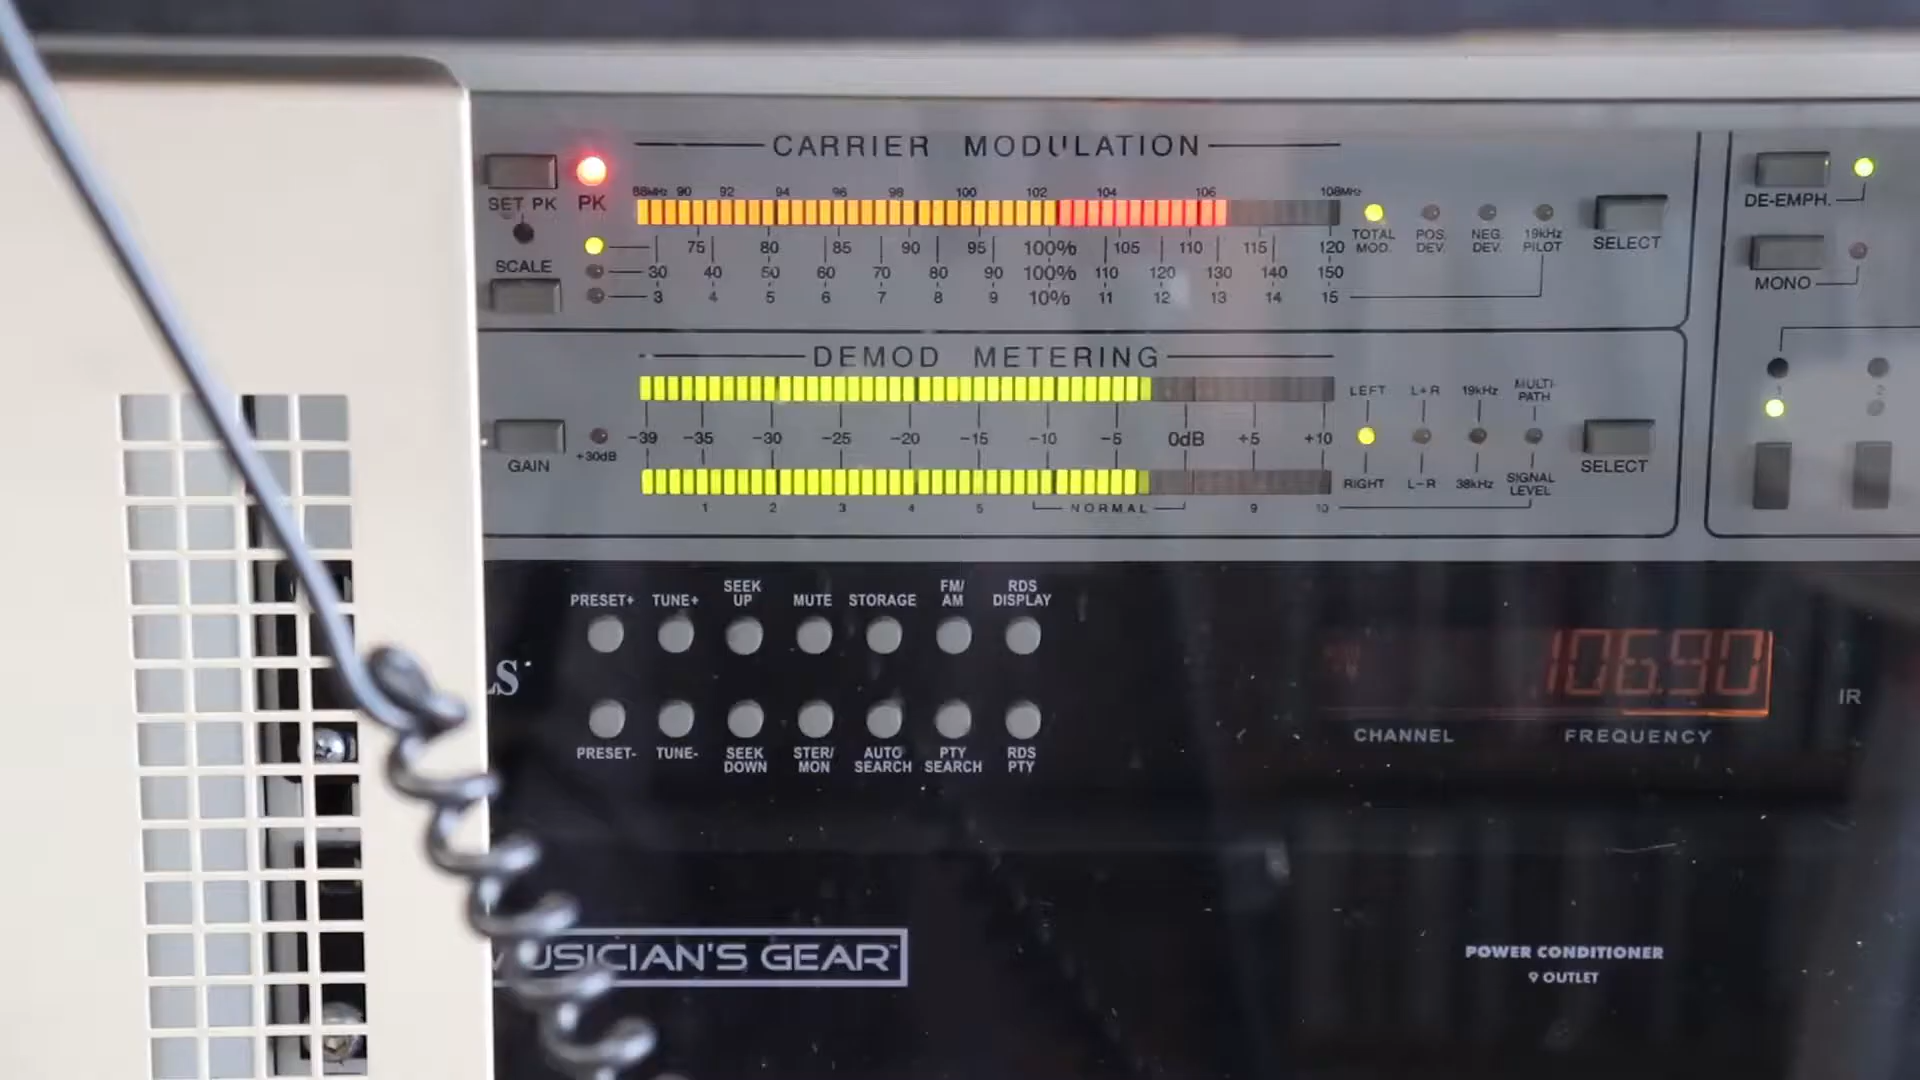 CARRIER MODULATION
88MHz 90 92 94 96 98 100 102 104 106 108MHz
SET PK PK
75 80 85 90 95 100% 105 110 115 120
TOTAL MOD. POS. DEV. NEG. DEV. 19kHz PILOT
SELECT
SCALE
30 40 50 60 70 80 90 100% 110 120 130 140 150
3 4 5 6 7 8 9 10% 11 12 13 14 15
DE-EMPH.
MONO
1 2
DEMOD METERING
LEFT L+R 19kHz MULTI-PATH
GAIN
+30dB
-39 -35 -30 -25 -20 -15 -10 -5 0dB +5 +10
SELECT
RIGHT L-R 38kHz SIGNAL LEVEL
1 2 3 4 5 NORMAL 9 10
PRESET+ TUNE+ SEEK UP MUTE STORAGE FM/AM RDS DISPLAY
LS
106.90
IR
CHANNEL FREQUENCY
PRESET- TUNE- SEEK DOWN STER/MON AUTO SEARCH PTY SEARCH RDS PTY
MUSICIAN'S GEAR™
POWER CONDITIONER
9 OUTLET